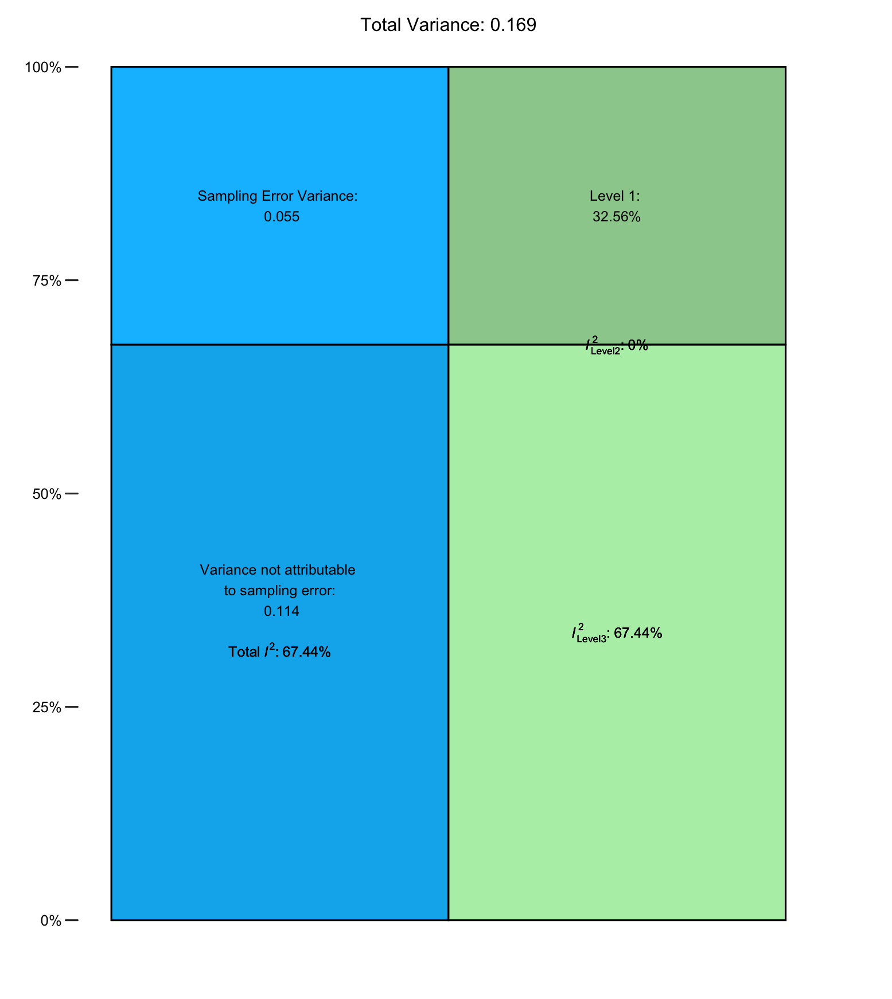 Total Variance: 0.169
100%
75%
50%
25%
0%
Sampling Error Variance:
0.055
Level 1:
32.56%
I²Level2: 0%
Variance not attributable
to sampling error:
0.114
Total I²: 67.44%
I²Level3: 67.44%